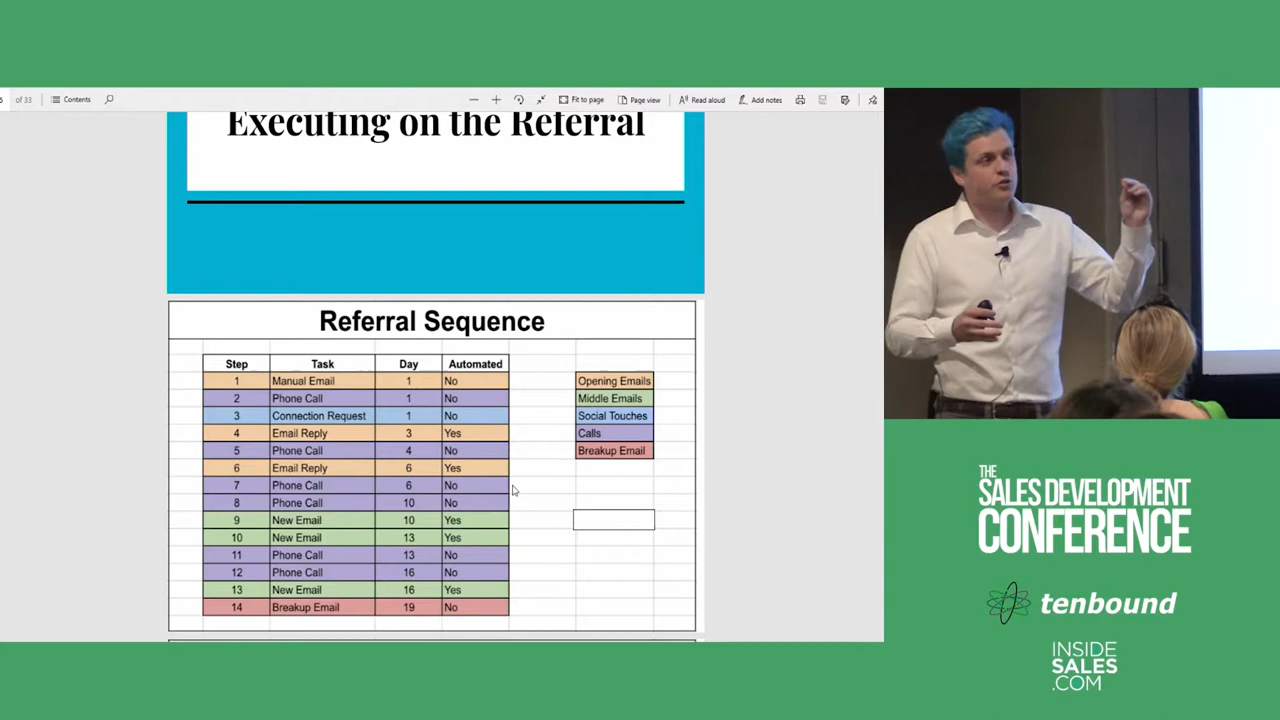 of 33 Contents Fit to page Page view Read aloud Add notes
Executing on the Referral
Referral Sequence
Step Task Day Automated
1 Manual Email 1 No
2 Phone Call 1 No
3 Connection Request 1 No
4 Email Reply 3 Yes
5 Phone Call 4 No
6 Email Reply 6 Yes
7 Phone Call 6 No
8 Phone Call 10 No
9 New Email 10 Yes
10 New Email 13 Yes
11 Phone Call 13 No
12 Phone Call 16 No
13 New Email 16 Yes
14 Breakup Email 19 No
Opening Emails
Middle Emails
Social Touches
Calls
Breakup Email
THE
SALES DEVELOPMENT
CONFERENCE
tenbound
INSIDE
SALES
.COM